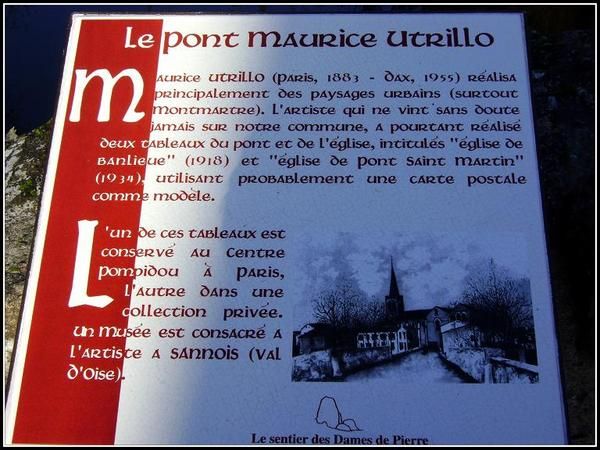 Le Pont Maurice Utrillo
Maurice UTRILLO (Paris, 1883 - Dax, 1955) réalisa
principalement des paysages urbains (surtout
Montmartre). L'artiste qui ne vint sans doute
jamais sur notre commune, a pourtant réalisé
deux tableaux du pont et de l'église, intitulés "église de
banlieue" (1918) et "église de Pont Saint Martin"
(1934), utilisant probablement une carte postale
comme modèle.
L'un de ces tableaux est
conservé au Centre
Pompidou à Paris,
l'autre dans une
collection privée.
Un musée est consacré a
l'artiste a SANNOIS (Val
d'Oise).
Le sentier des Dames de Pierre